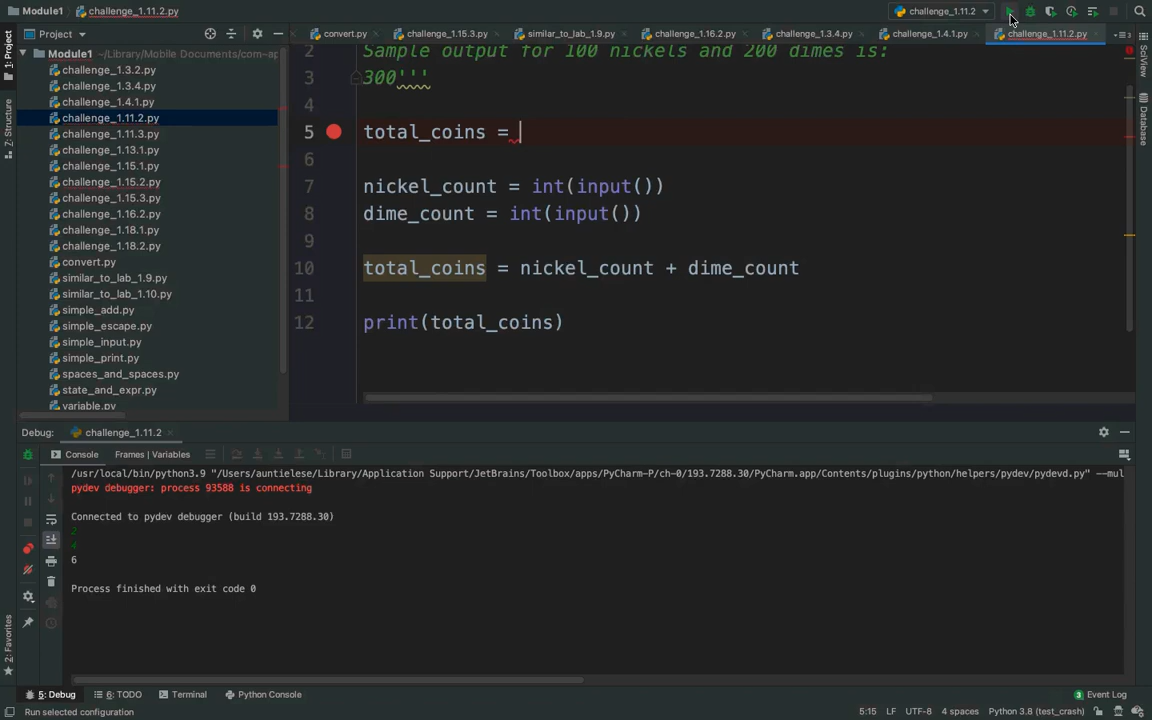 Module1 challenge_1.11.2.py challenge_1.11.2
Project
convert.py challenge_1.15.3.py similar_to_lab_1.9.py challenge_1.16.2.py challenge_1.3.4.py challenge_1.4.1.py challenge_1.11.2.py
1: Project
7: Structure
2: Favorites
SciView
Database
Module1 ~/Library/Mobile Documents/com~ap
challenge_1.3.2.py
challenge_1.3.4.py
challenge_1.4.1.py
challenge_1.11.2.py
challenge_1.11.3.py
challenge_1.13.1.py
challenge_1.15.1.py
challenge_1.15.2.py
challenge_1.15.3.py
challenge_1.16.2.py
challenge_1.18.1.py
challenge_1.18.2.py
convert.py
similar_to_lab_1.9.py
similar_to_lab_1.10.py
simple_add.py
simple_escape.py
simple_input.py
simple_print.py
spaces_and_spaces.py
state_and_expr.py
variable.py
2 Sample output for 100 nickels and 200 dimes is:
3 300'''
4
5 total_coins =
6
7 nickel_count = int(input())
8 dime_count = int(input())
9
10 total_coins = nickel_count + dime_count
11
12 print(total_coins)
Debug: challenge_1.11.2
Console Frames | Variables
/usr/local/bin/python3.9 "/Users/auntielese/Library/Application Support/JetBrains/Toolbox/apps/PyCharm-P/ch-0/193.7288.30/PyCharm.app/Contents/plugins/python/helpers/pydev/pydevd.py" --mul
pydev debugger: process 93588 is connecting
Connected to pydev debugger (build 193.7288.30)
2
4
6
Process finished with exit code 0
5: Debug 6: TODO Terminal Python Console 3 Event Log
Run selected configuration 5:15 LF UTF-8 4 spaces Python 3.8 (test_crash)